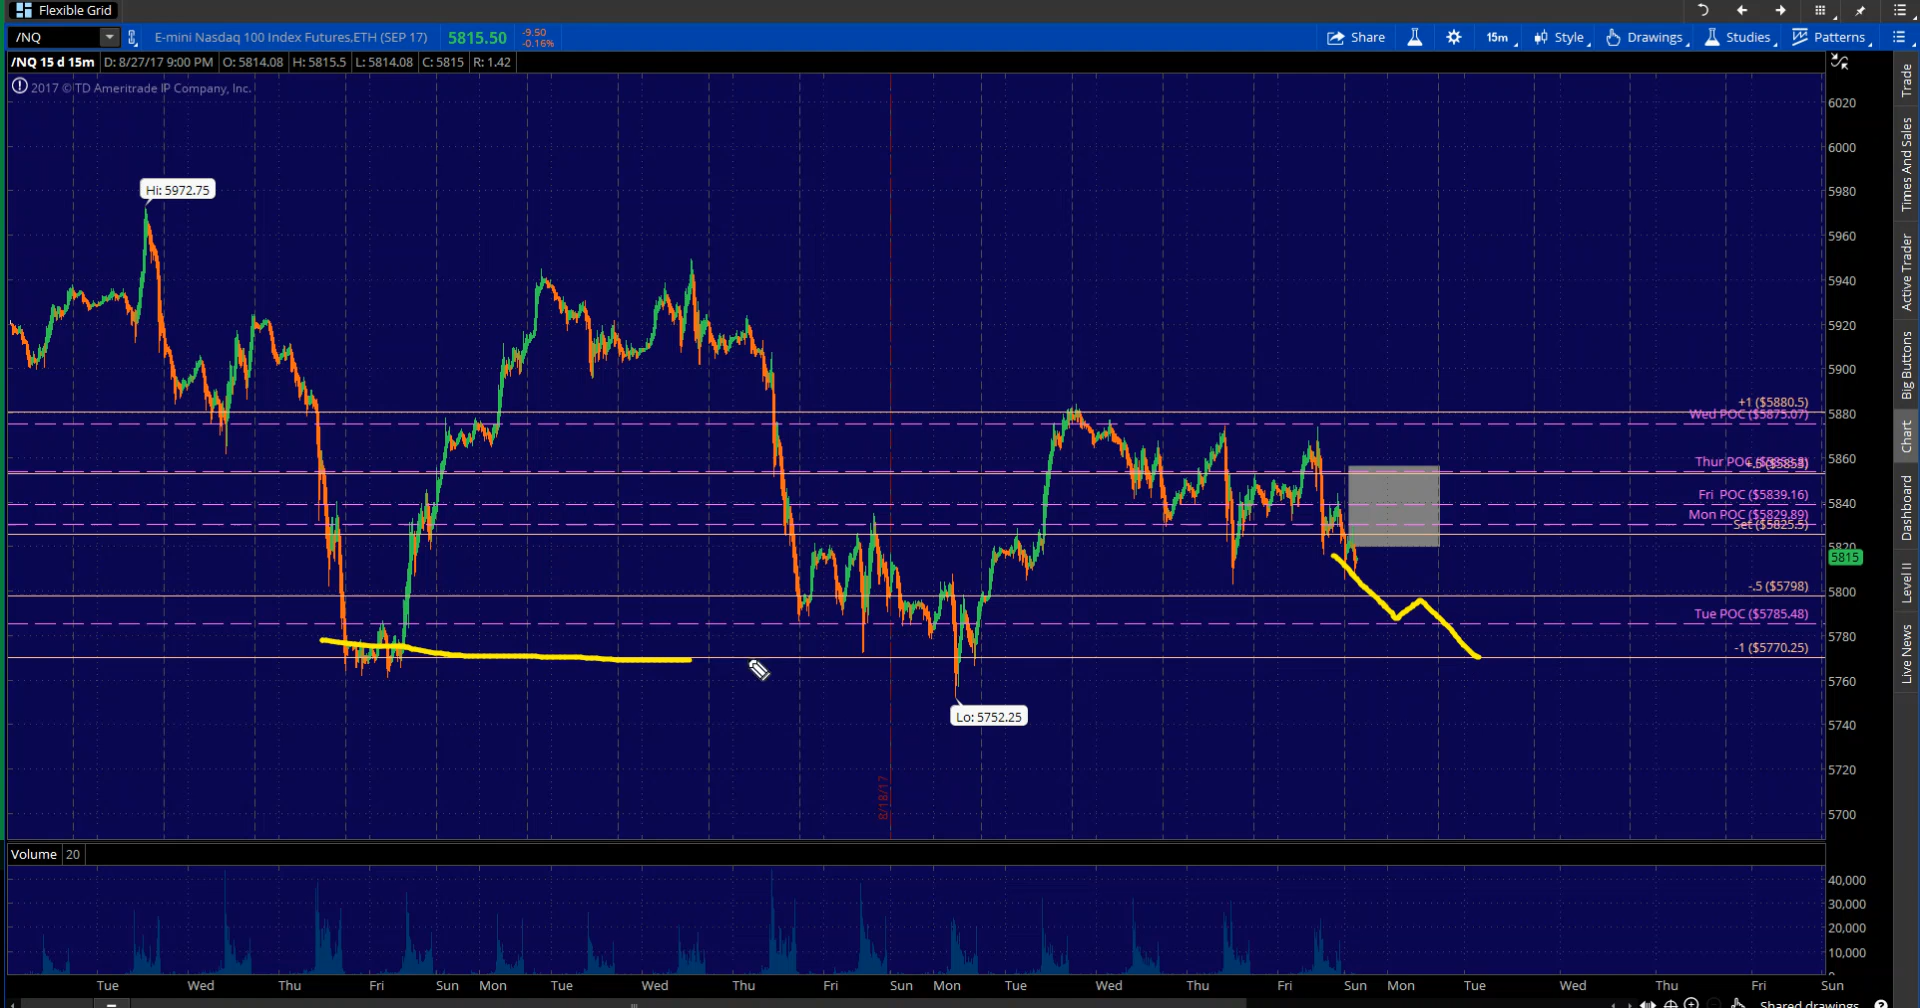 Flexible Grid
/NQ E-mini Nasdaq 100 Index Futures,ETH (SEP 17) 5815.50 -9.50 -0.16% Share 15m Style Drawings Studies Patterns
/NQ 15 d 15m D: 8/27/17 9:00 PM O: 5814.08 H: 5815.5 L: 5814.08 C: 5815 R: 1.42
2017 © TD Ameritrade IP Company, Inc.
6020
6000
Hi: 5972.75
5980
5960
5940
5920
5900
+1 ($5880.5)
5880
Wed POC ($5875.07)
5860
Thur POC
Fri POC ($5839.16)
5840
Mon POC ($5829.89)
Set ($5825.5)
5820
5815
-.5 ($5798)
5800
Tue POC ($5785.48)
5780
-1 ($5770.25)
5760
Lo: 5752.25
5740
5720
8/18/17
5700
Volume 20
40,000
30,000
20,000
10,000
0
Tue Wed Thu Fri Sun Mon Tue Wed Thu Fri Sun Mon Tue Wed Thu Fri Sun Mon Tue Wed Thu Fri Sun
Shared drawings
Trade
Times And Sales
Active Trader
Big Buttons
Chart
Dashboard
Level II
Live News